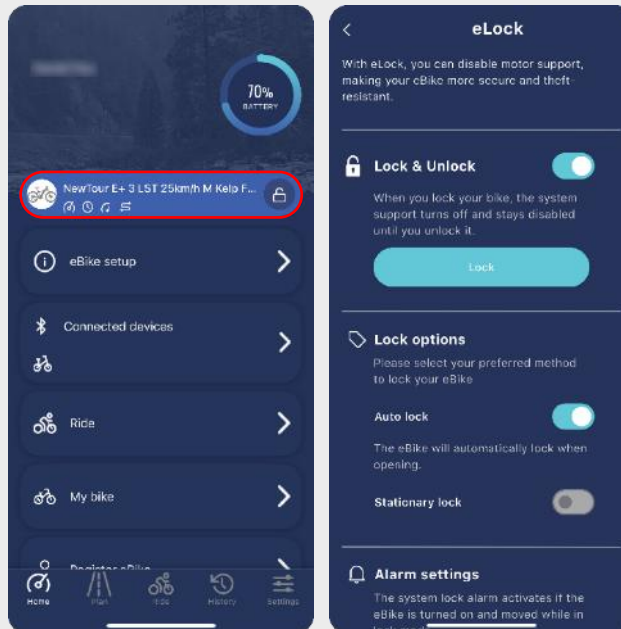 70%
BATTERY
NewTour E+ 3 LST 25km/h M Kelp F...
eBike setup
Connected devices
Ride
My bike
Register eBike
Home
Plan
Ride
History
Settings
eLock
With eLock, you can disable motor support,
making your eBike more secure and theft-
resistant.
Lock & Unlock
When you lock your bike, the system
support turns off and stays disabled
until you unlock it.
Lock
Lock options
Please select your preferred method
to lock your eBike
Auto lock
The eBike will automatically lock when
opening.
Stationary lock
Alarm settings
The system lock alarm activates if the
eBike is turned on and moved while in